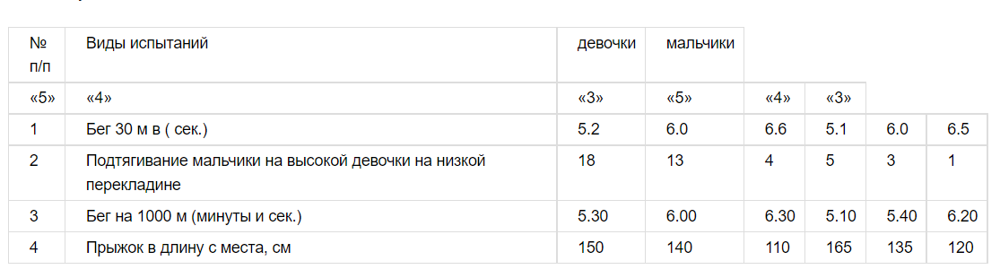 № п/п Виды испытаний девочки мальчики
«5» «4» «3» «5» «4» «3»
1 Бег 30 м в ( сек.) 5.2 6.0 6.6 5.1 6.0 6.5
2 Подтягивание мальчики на высокой девочки на низкой 18 13 4 5 3 1
перекладине
3 Бег на 1000 м (минуты и сек.) 5.30 6.00 6.30 5.10 5.40 6.20
4 Прыжок в длину с места, см 150 140 110 165 135 120